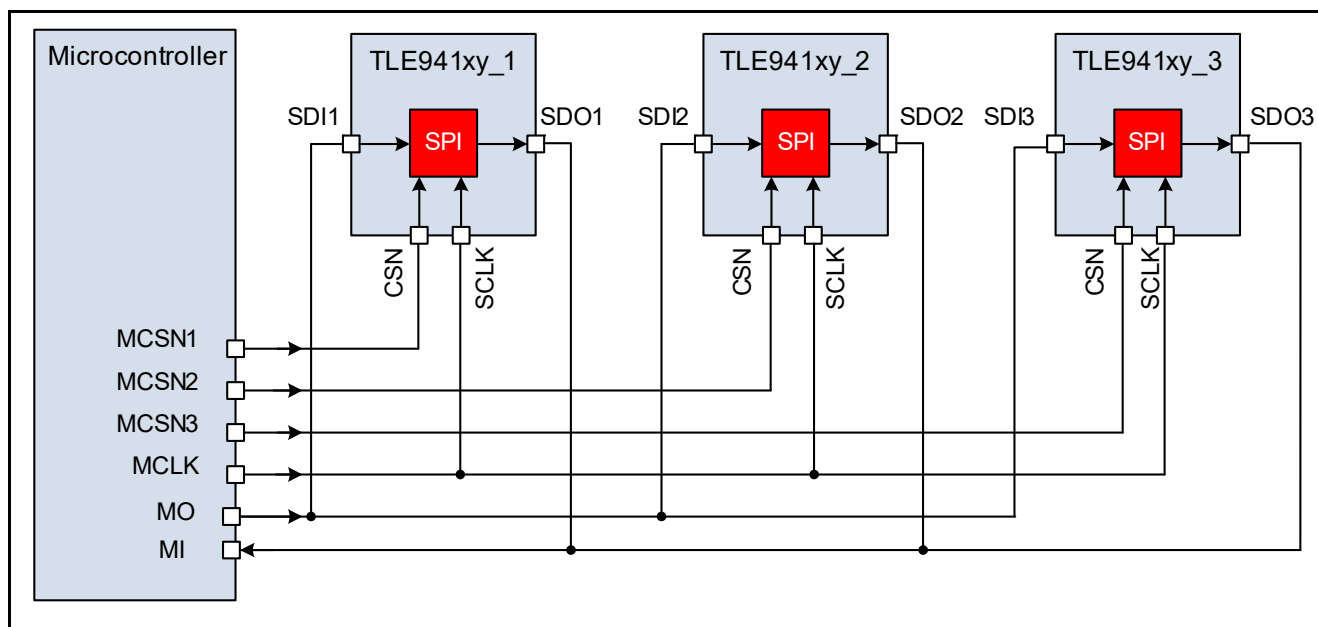 Microcontroller
TLE941xy_1
TLE941xy_2
TLE941xy_3
SDI1
SPI
SDO1
SDI2
SPI
SDO2
SDI3
SPI
SDO3
CSN
SCLK
CSN
SCLK
CSN
SCLK
MCSN1
MCSN2
MCSN3
MCLK
MO
MI